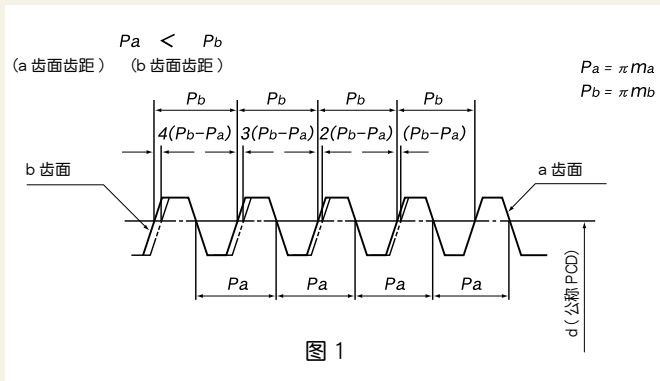 Pa < Pb
(a 齿面齿距) (b 齿面齿距)
Pa = πma
Pb = πmb
Pb Pb Pb Pb
4(Pb-Pa) 3(Pb-Pa) 2(Pb-Pa) (Pb-Pa)
b 齿面
a 齿面
Pa Pa Pa Pa
d(公称 PCD)
图 1